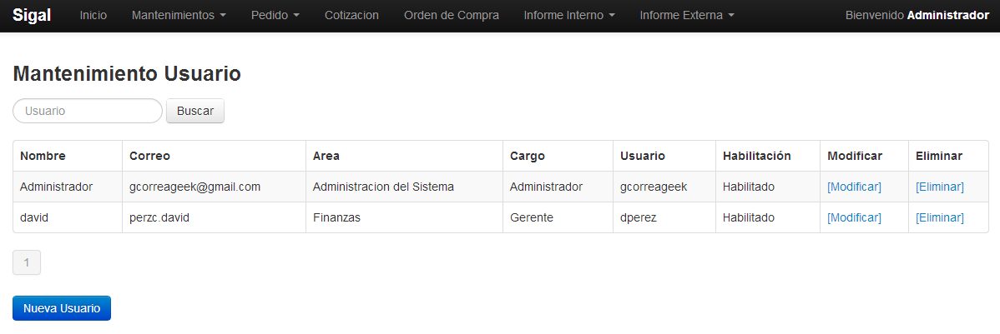 Sigal Inicio Mantenimientos Pedido Cotizacion Orden de Compra Informe Interno Informe Externa Bienvenido Administrador
Mantenimiento Usuario
Usuario Buscar
Nombre Correo Area Cargo Usuario Habilitación Modificar Eliminar
Administrador gcorreageek@gmail.com Administracion del Sistema Administrador gcorreageek Habilitado [Modificar] [Eliminar]
david perzc.david Finanzas Gerente dperez Habilitado [Modificar] [Eliminar]
1
Nueva Usuario